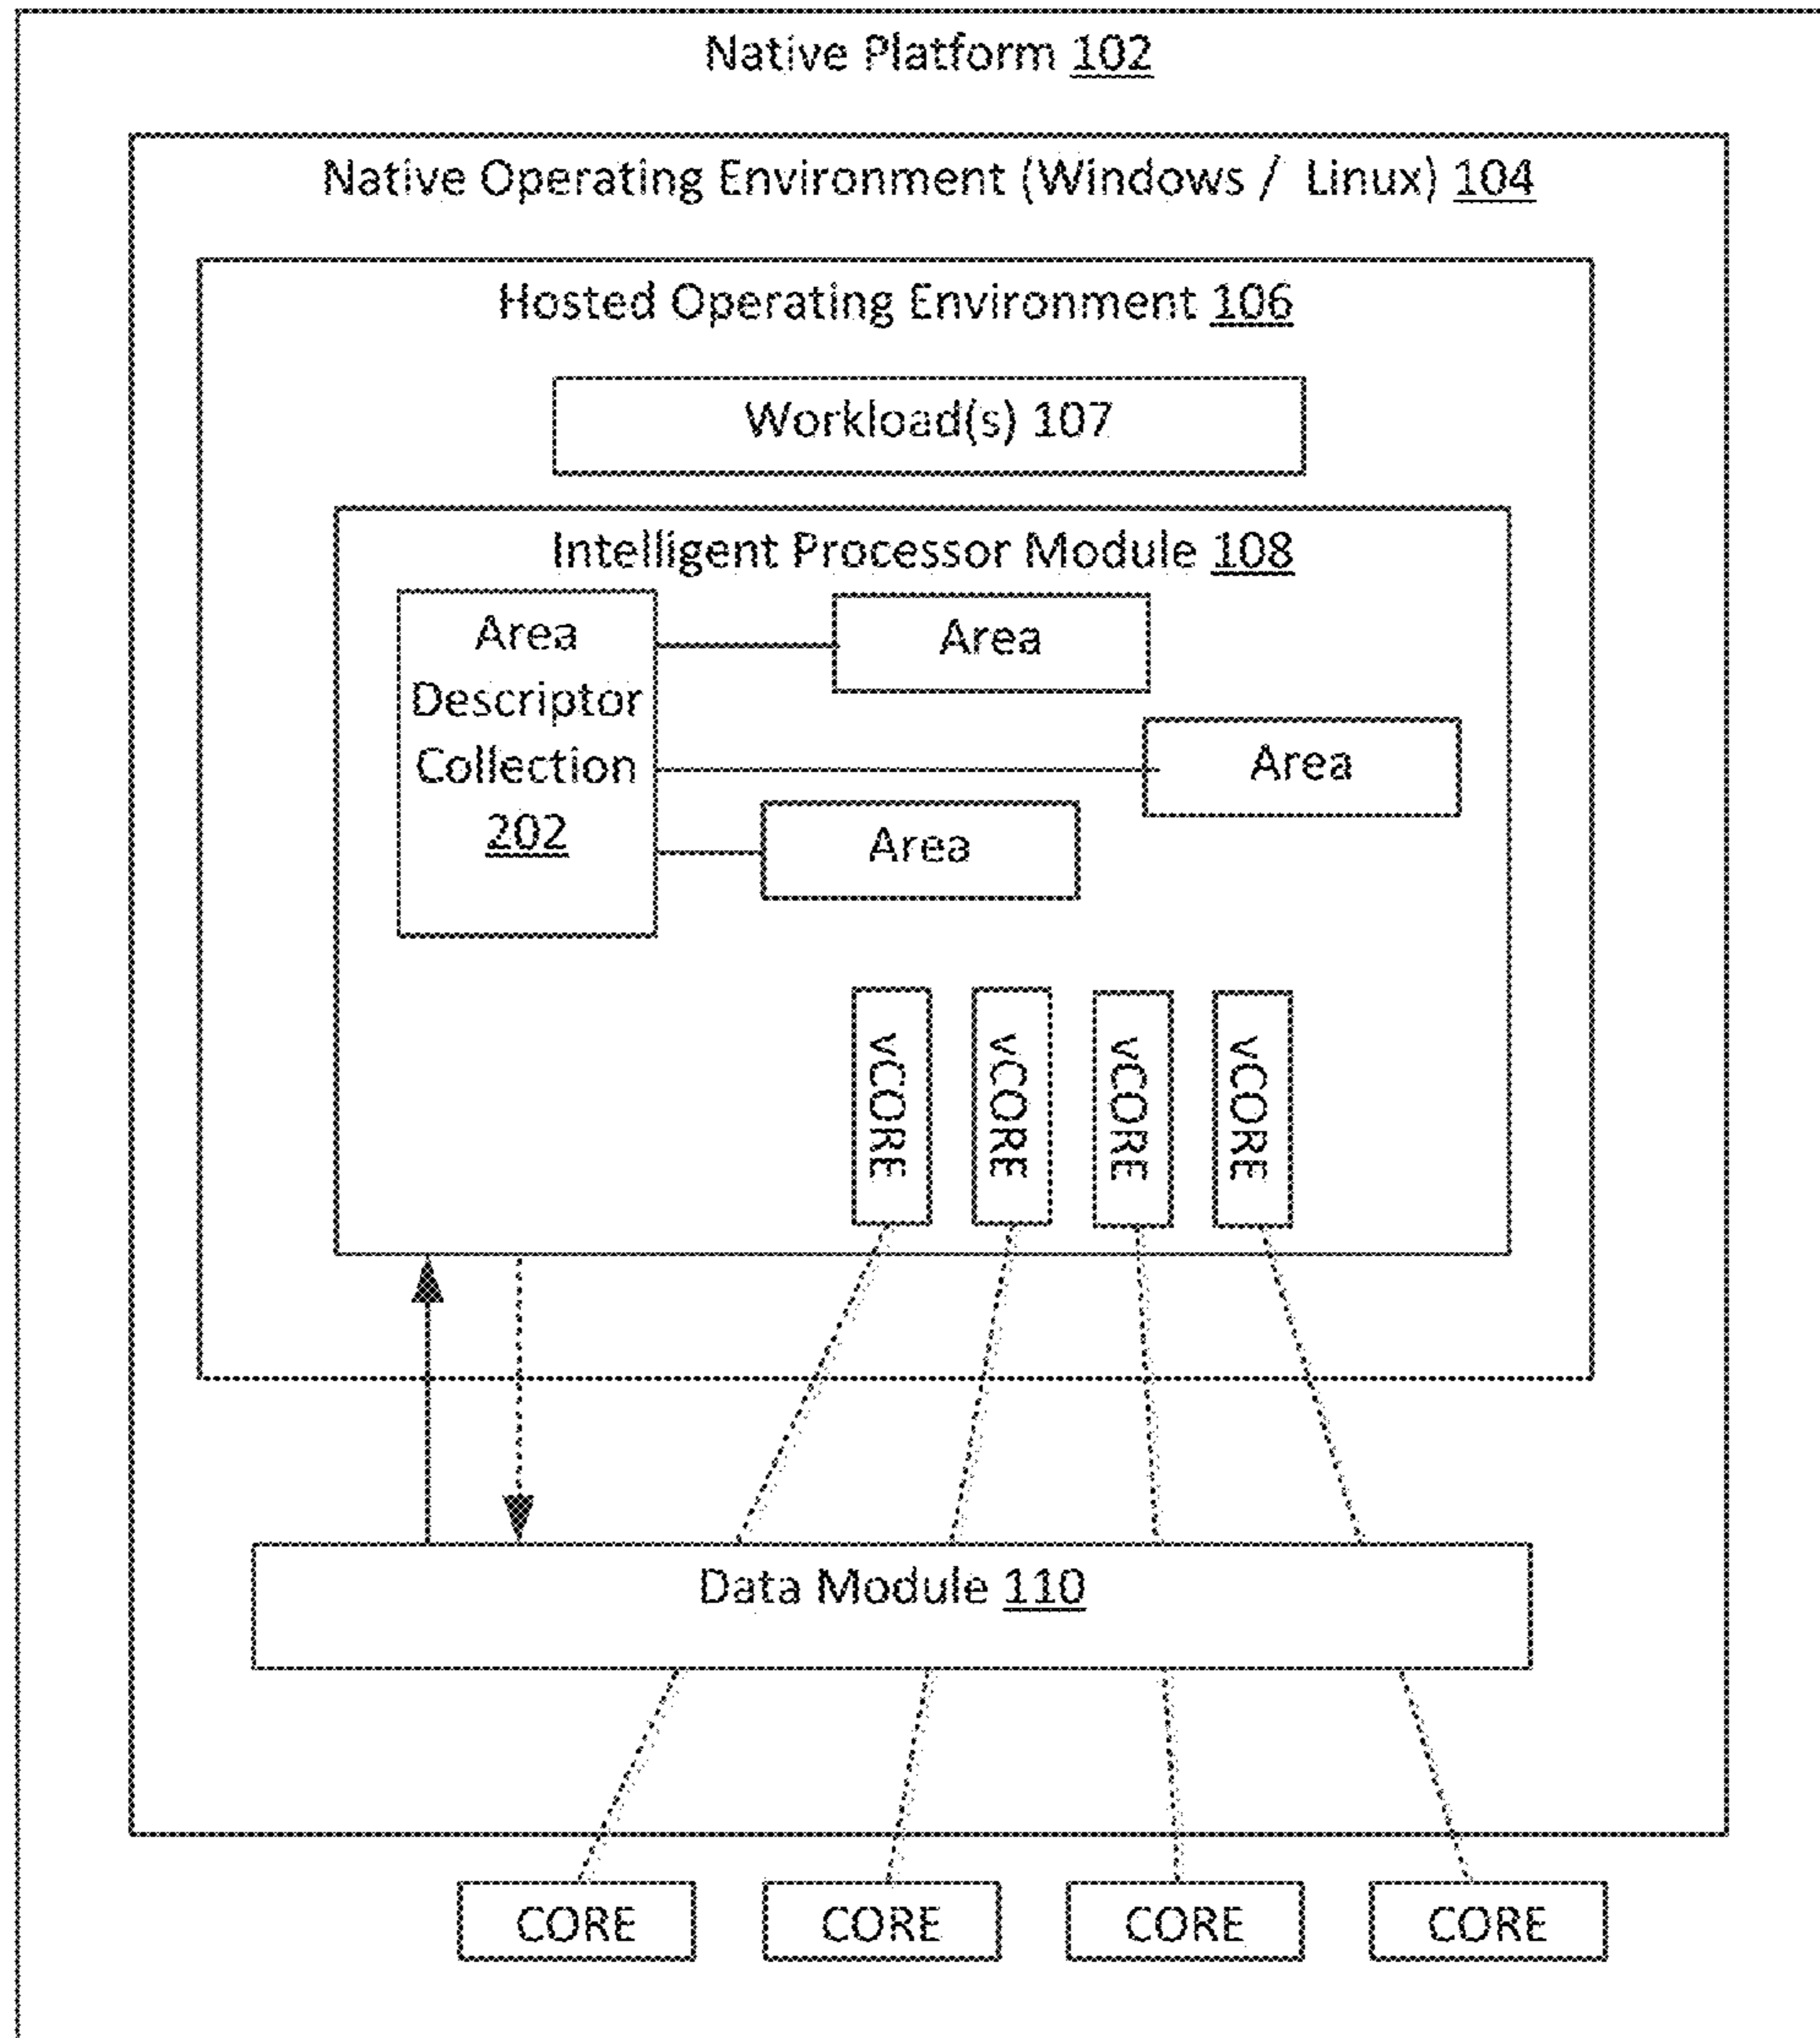 Native Platform 102
Native Operating Environment (Windows / Linux) 104
Hosted Operating Environment 106
Workload(s) 107
Intelligent Processor Module 108
Area
Descriptor
Collection
202
Area
Area
Area
vCORE
vCORE
vCORE
vCORE
Data Module 110
CORE
CORE
CORE
CORE